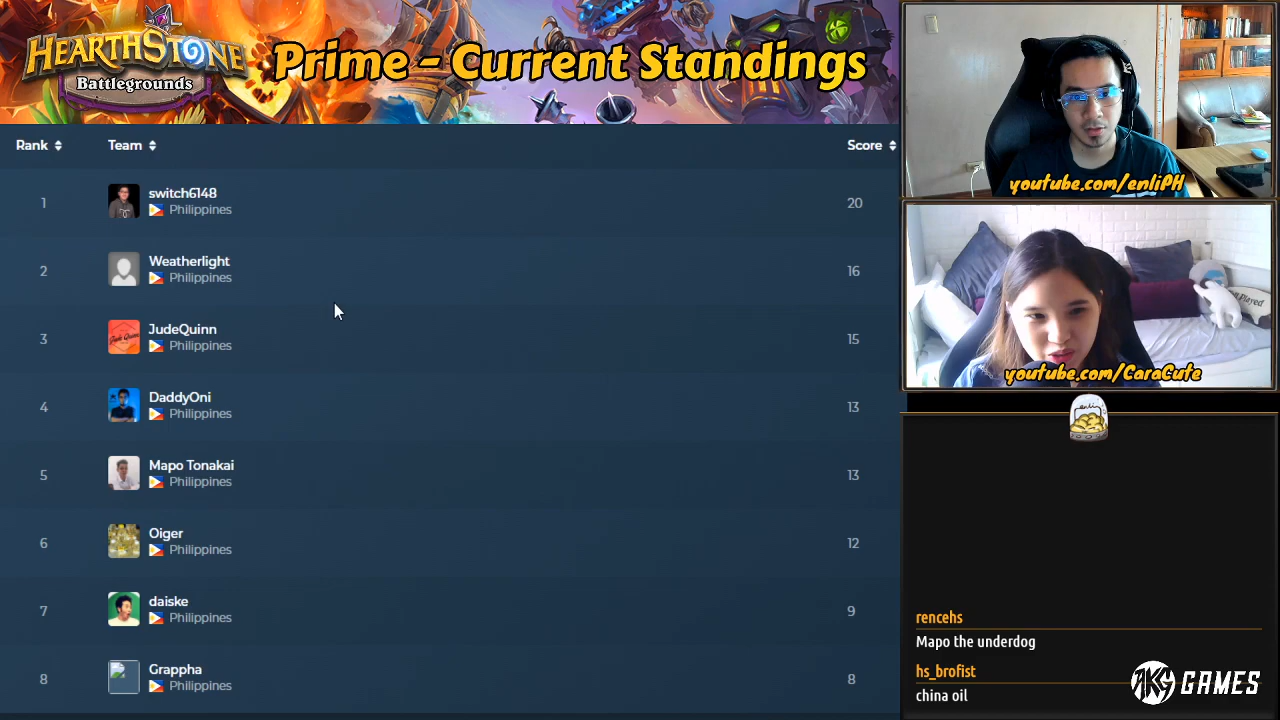 HEARTHSTONE
Battlegrounds
Prime - Current Standings
Rank Team Score
1 switch6148 20
Philippines
2 Weatherlight 16
Philippines
3 JudeQuinn 15
Philippines
4 DaddyOni 13
Philippines
5 Mapo Tonakai 13
Philippines
6 Oiger 12
Philippines
7 daiske 9
Philippines
8 Grappha 8
Philippines
youtube.com/enliPH
youtube.com/CaraCute
enli
rencehs
Mapo the underdog
hs_brofist
china oil
AKG GAMES